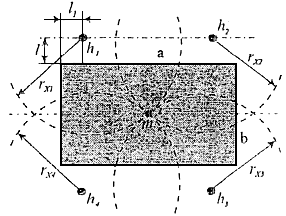 l₁
l
h₁
h₂
a
rₓ₁
rₓ₂
m
b
rₓ₄
rₓ₃
h₄
h₃